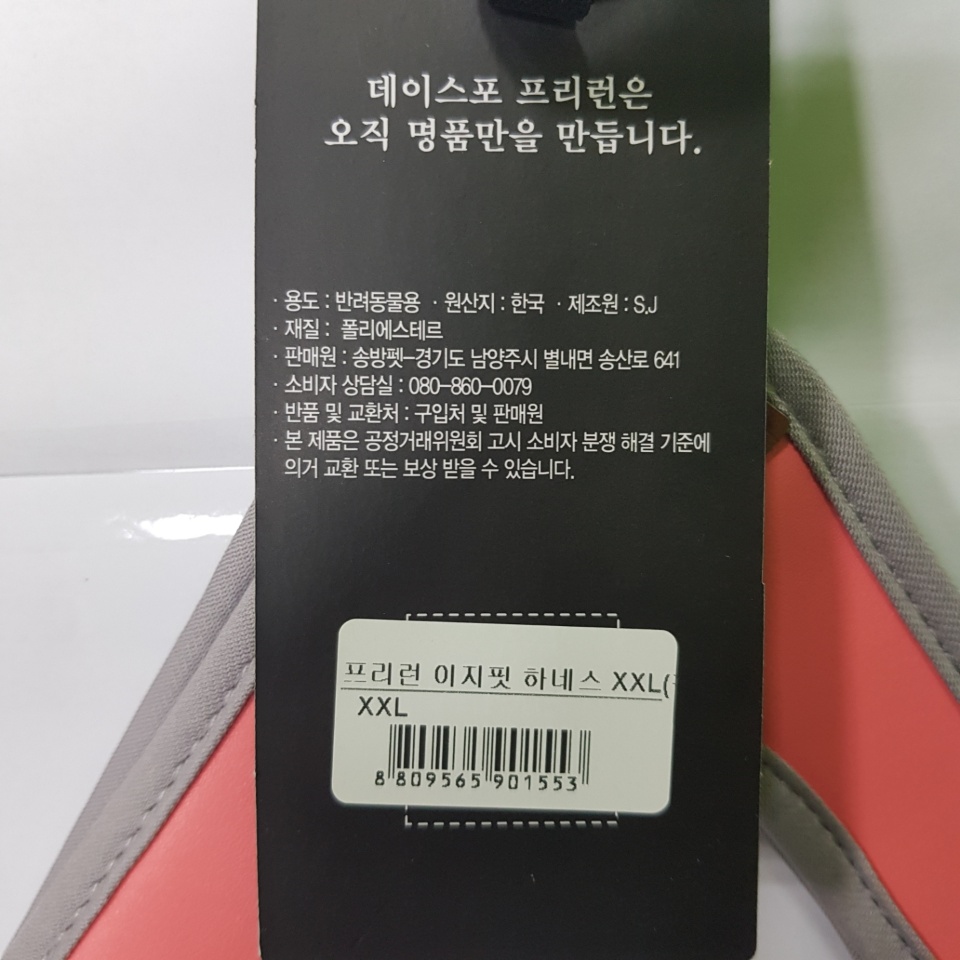 데이스포 프리런은
오직 명품만을 만듭니다.
· 용도 : 반려동물용 · 원산지 : 한국 · 제조원 : S.J
· 재질 : 폴리에스테르
· 판매원 : 송방펫-경기도 남양주시 별내면 송산로 641
· 소비자 상담실 : 080-860-0079
· 반품 및 교환처 : 구입처 및 판매원
· 본 제품은 공정거래위원회 고시 소비자 분쟁 해결 기준에
의거 교환 또는 보상 받을 수 있습니다.
프리런 이지핏 하네스 XXL(
XXL
8 809565 901553